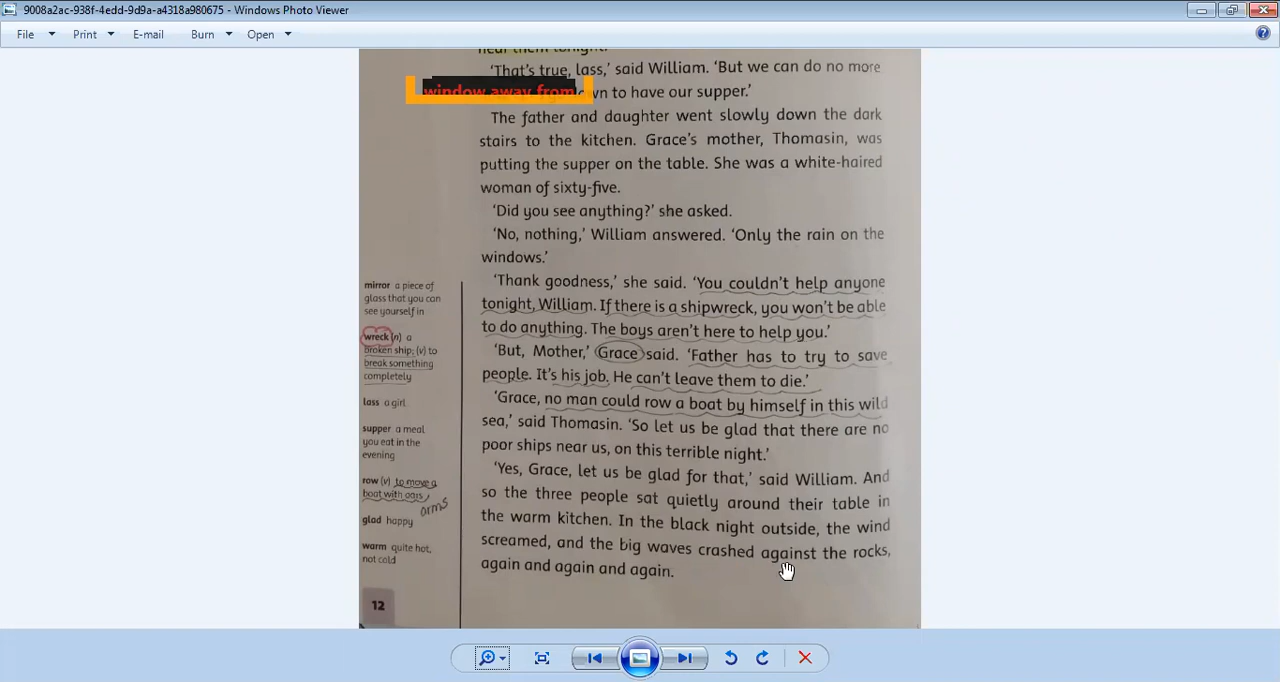 9008a2ac-938f-4edd-9d9a-a4318a980675 - Windows Photo Viewer
File Print E-mail Burn Open
near them tonight.'
'That's true, lass,' said William. 'But we can do no more
window away from
down to have our supper.'
The father and daughter went slowly down the dark
stairs to the kitchen. Grace's mother, Thomasin, was
putting the supper on the table. She was a white-haired
woman of sixty-five.
'Did you see anything?' she asked.
'No, nothing,' William answered. 'Only the rain on the
windows.'
'Thank goodness,' she said. 'You couldn't help anyone
tonight, William. If there is a shipwreck, you won't be able
to do anything. The boys aren't here to help you.'
'But, Mother,' Grace said. 'Father has to try to save
people. It's his job. He can't leave them to die.'
'Grace, no man could row a boat by himself in this wild
sea,' said Thomasin. 'So let us be glad that there are no
poor ships near us, on this terrible night.'
'Yes, Grace, let us be glad for that,' said William. And
so the three people sat quietly around their table in
the warm kitchen. In the black night outside, the wind
screamed, and the big waves crashed against the rocks,
again and again and again.
mirror a piece of
glass that you can
see yourself in
wreck (n) a
broken ship; (v) to
break something
completely
lass a girl
supper a meal
you eat in the
evening
row (v) to move a
boat with oars
arms
glad happy
warm quite hot,
not cold
12